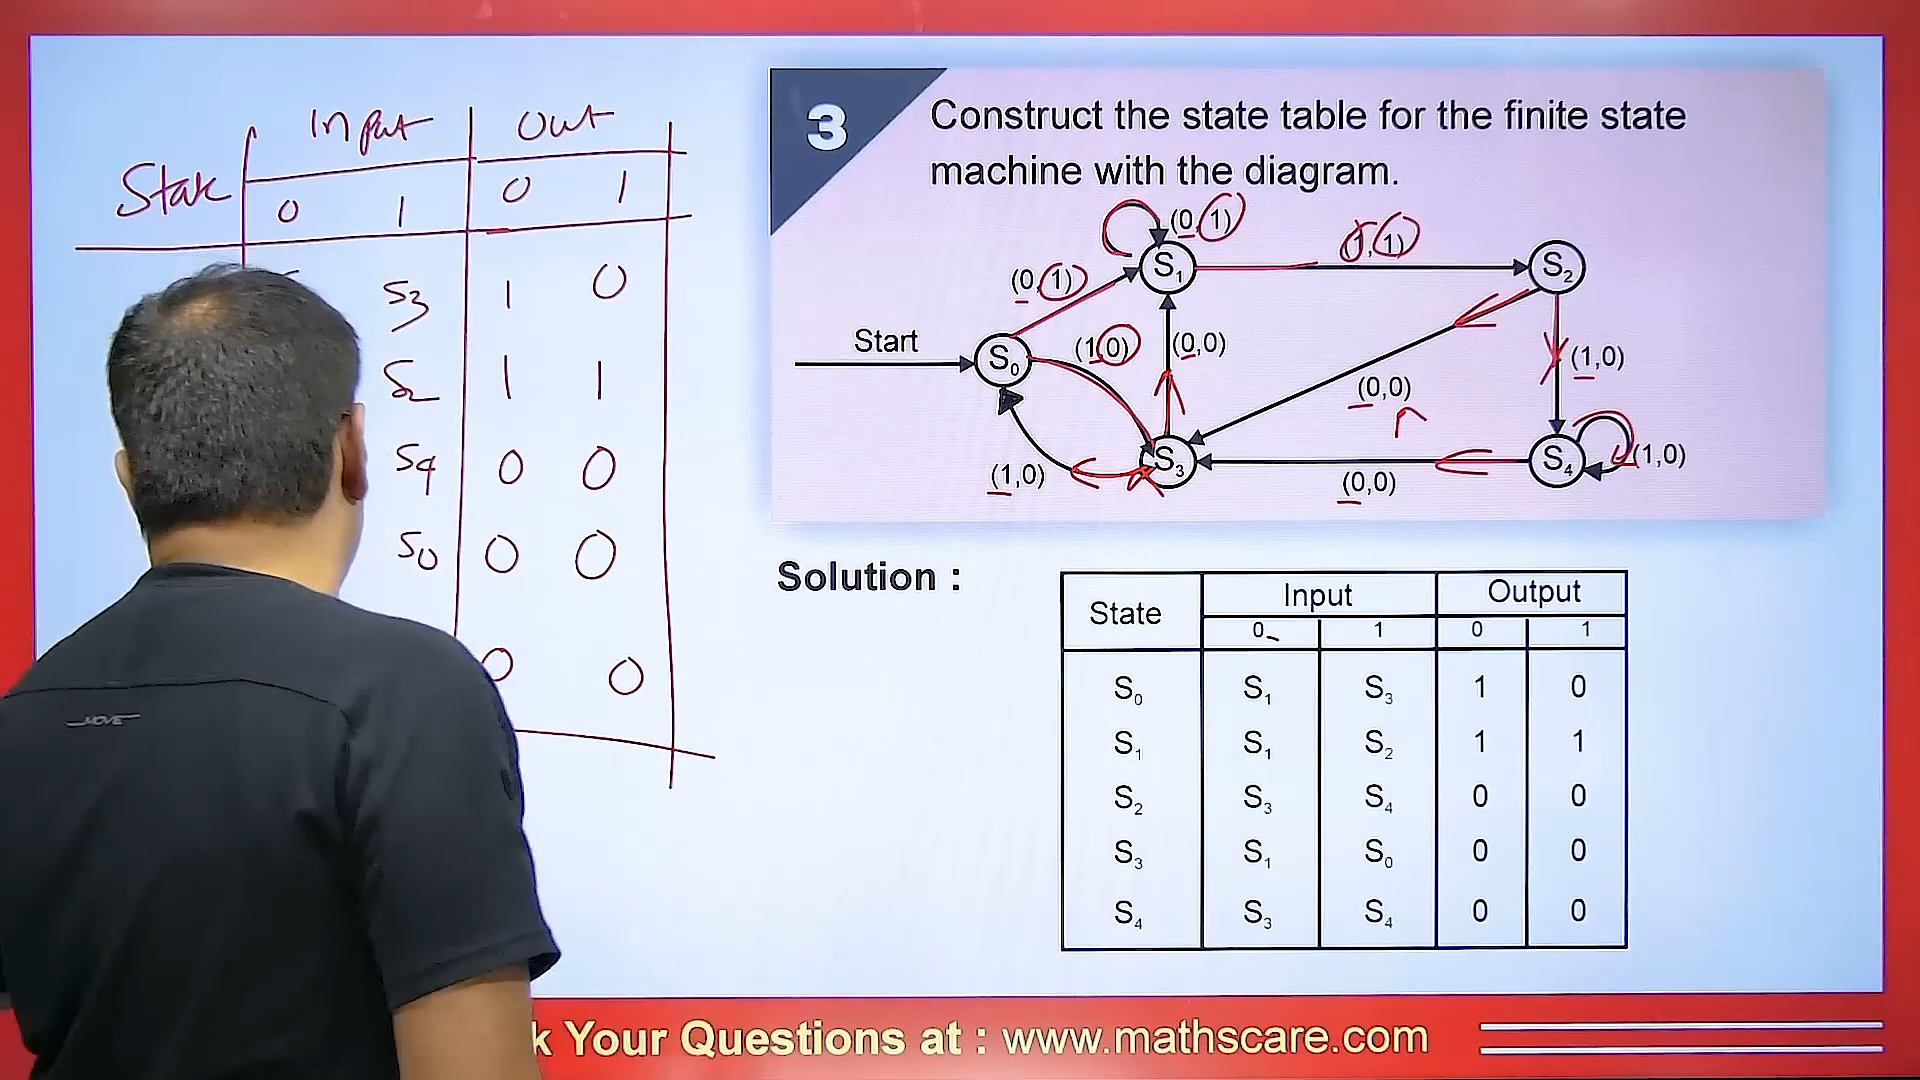 Input Out
State 0 1 0 1
S3 1 0
S2 1 1
S4 0 0
S0 0 0
0 0
MOVE
3
Construct the state table for the finite state
machine with the diagram.
(0,1)
(1,1)
S1
S2
(0,1)
Start
S0
(1,0)
(0,0)
(1,0)
(0,0)
(1,0)
S3
(0,0)
S4
(1,0)
Solution :
State Input Output
0 1 0 1
S0 S1 S3 1 0
S1 S1 S2 1 1
S2 S3 S4 0 0
S3 S1 S0 0 0
S4 S3 S4 0 0
k Your Questions at : www.mathscare.com